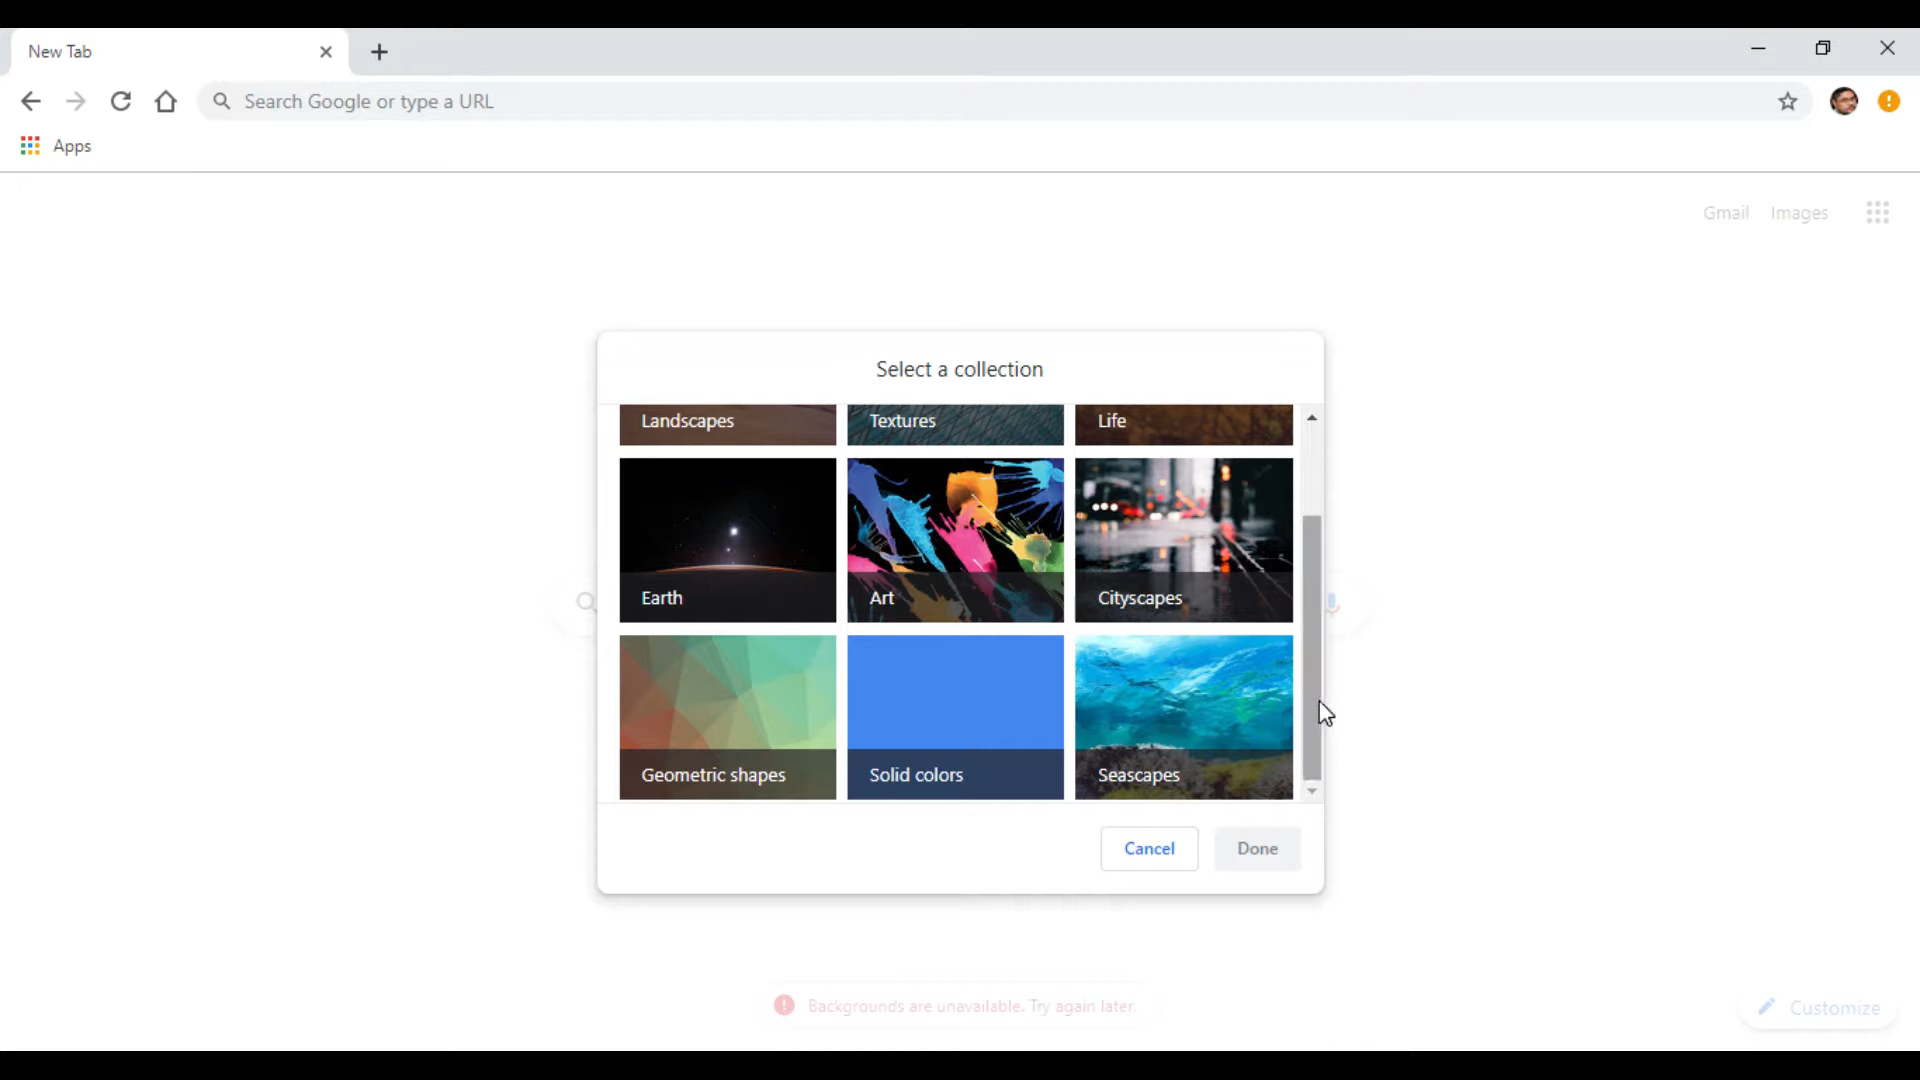 New Tab
Search Google or type a URL
Apps
Gmail Images
Select a collection
Landscapes
Textures
Life
Earth
Art
Cityscapes
Geometric shapes
Solid colors
Seascapes
Cancel
Done
Backgrounds are unavailable. Try again later.
Customize